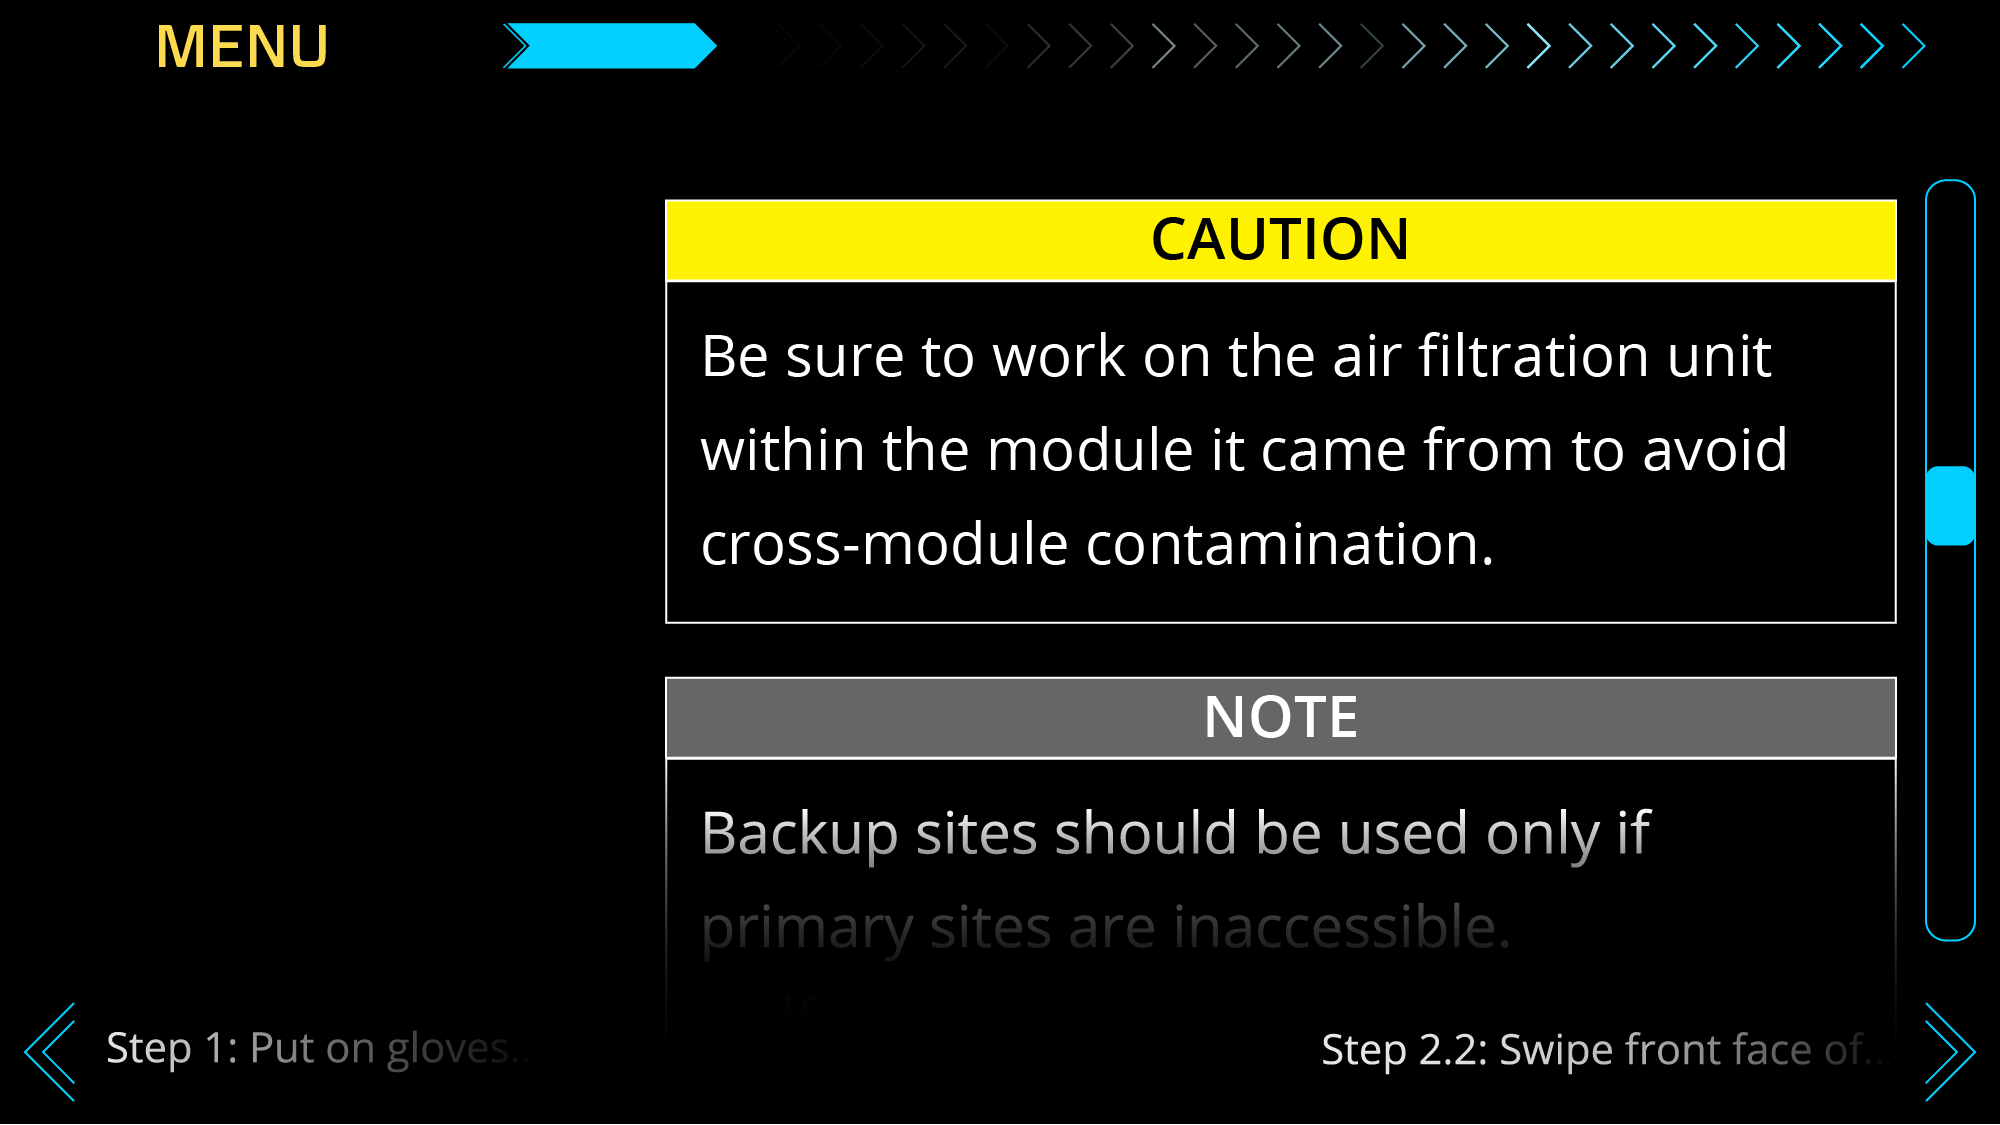 MENU
CAUTION
Be sure to work on the air filtration unit
within the module it came from to avoid
cross-module contamination.
NOTE
Backup sites should be used only if
primary sites are inaccessible.
Step 1: Put on gloves...
Step 2.2: Swipe front face of...